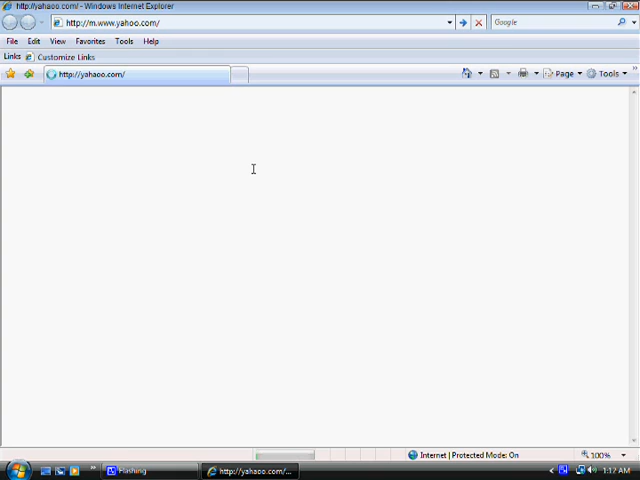 http://yahaoo.com/ - Windows Internet Explorer
http://m.www.yahoo.com/
Google
File Edit View Favorites Tools Help
Links Customize Links
http://yahaoo.com/
Page Tools
Internet | Protected Mode: On
100%
Flashing
http://yahaoo.com/...
1:12 AM